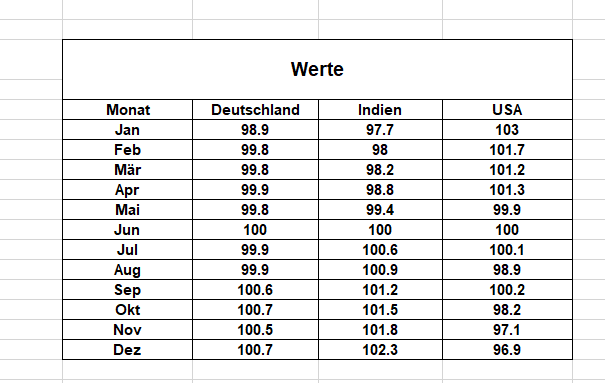 Werte
Monat Deutschland Indien USA
Jan 98.9 97.7 103
Feb 99.8 98 101.7
Mär 99.8 98.2 101.2
Apr 99.9 98.8 101.3
Mai 99.8 99.4 99.9
Jun 100 100 100
Jul 99.9 100.6 100.1
Aug 99.9 100.9 98.9
Sep 100.6 101.2 100.2
Okt 100.7 101.5 98.2
Nov 100.5 101.8 97.1
Dez 100.7 102.3 96.9